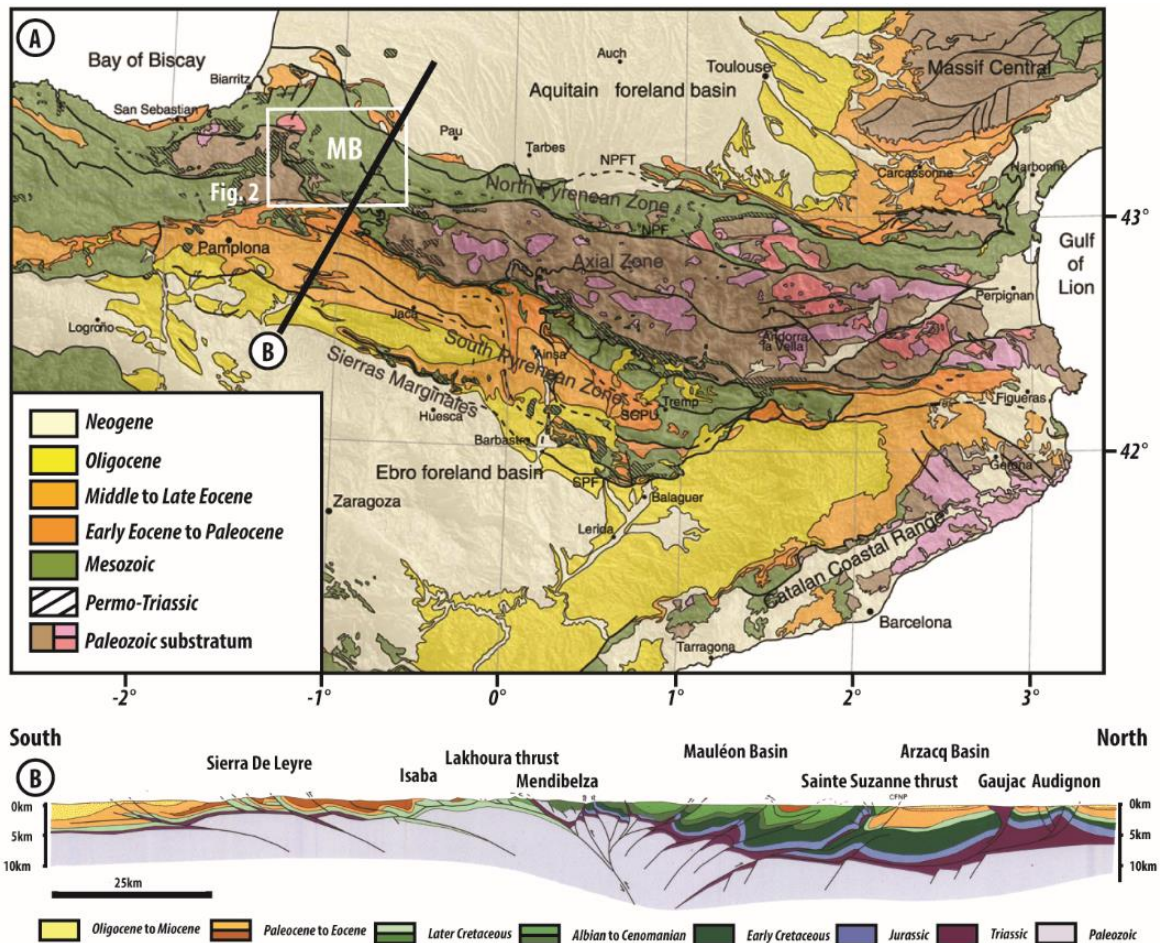 A
Bay of Biscay
Biarritz
San Sebastian
Auch
Toulouse
Massif Central
Aquitain foreland basin
MB
Pau
Tarbes
NPFT
Carcassonne
Narbonne
Fig. 2
North Pyrenean Zone
NPF
43°
Pamplona
Axial Zone
Gulf
of
Lion
Perpignan
Logroño
Jaca
Andorra
la Vella
B
Ainsa
South Pyrenean Zone
Sierras Marginales
SCPU
Tremp
Figueras
Huesca
Barbastro
42°
Ebro foreland basin
SPF
Gerona
Zaragoza
Balaguer
Lerida
Catalan Coastal Range
Barcelona
Tarragona
Neogene
Oligocene
Middle to Late Eocene
Early Eocene to Paleocene
Mesozoic
Permo-Triassic
Paleozoic substratum
-2°
-1°
0°
1°
2°
3°
South
North
B
Sierra De Leyre
Isaba
Lakhoura thrust
Mendibelza
Mauléon Basin
Arzacq Basin
Sainte Suzanne thrust
Gaujac
Audignon
CFNP
0km
5km
10km
0km
5km
10km
25km
Oligocene to Miocene
Paleocene to Eocene
Later Cretaceous
Albian to Cenomanian
Early Cretaceous
Jurassic
Triassic
Paleozoic